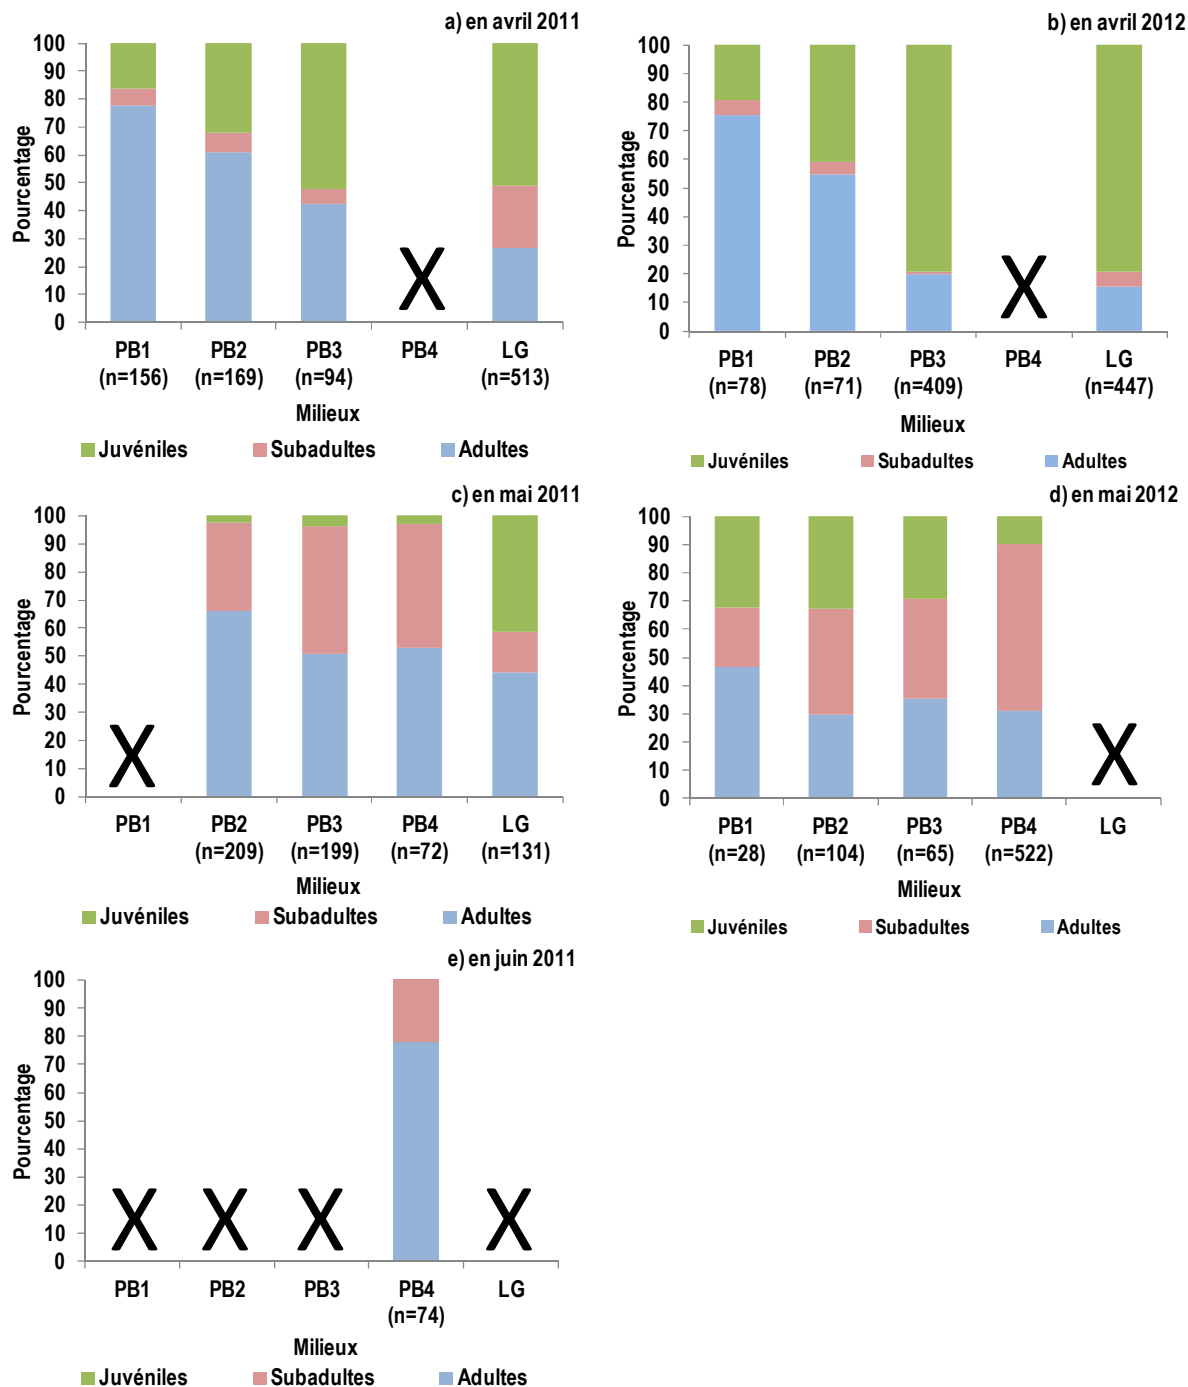 a) en avril 2011
100
90
80
70
60
50
40
30
20
10
0
Pourcentage
X
PB1 PB2 PB3 PB4 LG
(n=156) (n=169) (n=94) (n=513)
Milieux
Juvéniles Subadultes Adultes
b) en avril 2012
100
90
80
70
60
50
40
30
20
10
0
Pourcentage
X
PB1 PB2 PB3 PB4 LG
(n=78) (n=71) (n=409) (n=447)
Milieux
Juvéniles Subadultes Adultes
c) en mai 2011
100
90
80
70
60
50
40
30
20
10
0
Pourcentage
X
PB1 PB2 PB3 PB4 LG
(n=209) (n=199) (n=72) (n=131)
Milieux
Juvéniles Subadultes Adultes
d) en mai 2012
100
90
80
70
60
50
40
30
20
10
0
Pourcentage
X
PB1 PB2 PB3 PB4 LG
(n=28) (n=104) (n=65) (n=522)
Milieux
Juvéniles Subadultes Adultes
e) en juin 2011
100
90
80
70
60
50
40
30
20
10
0
Pourcentage
X X X X
PB1 PB2 PB3 PB4 LG
(n=74)
Milieux
Juvéniles Subadultes Adultes